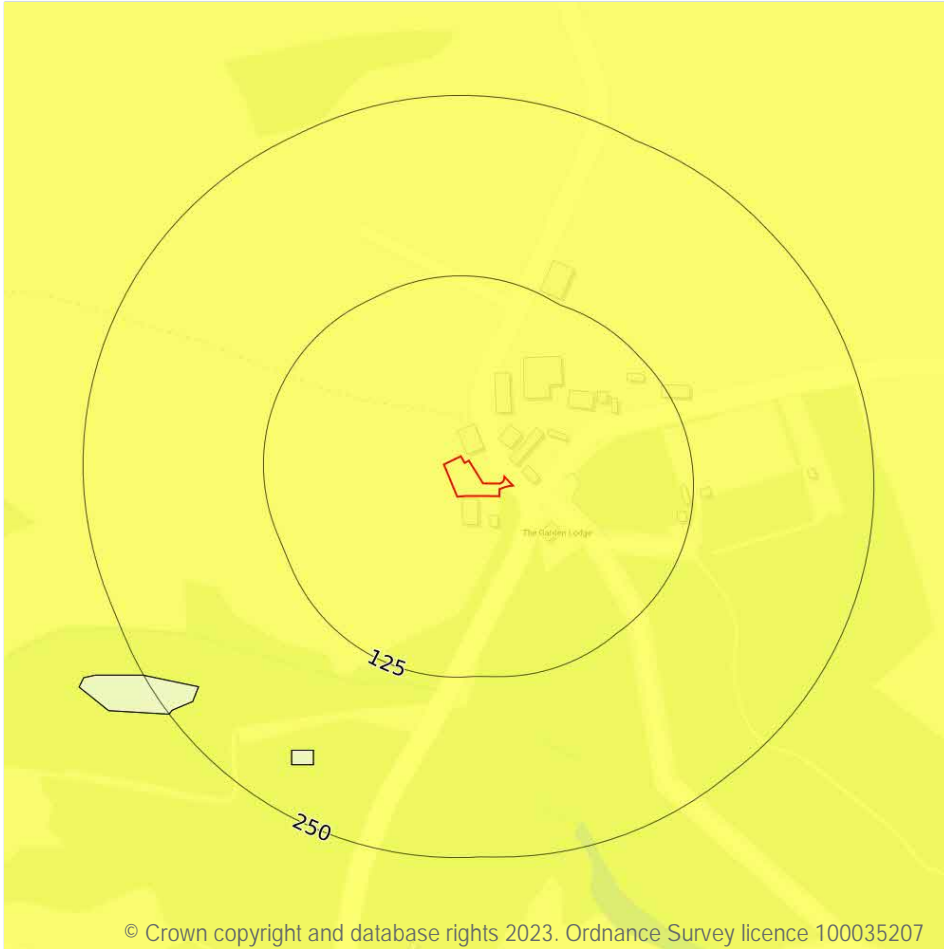 The Garden Lodge
125
250
© Crown copyright and database rights 2023. Ordnance Survey licence 100035207